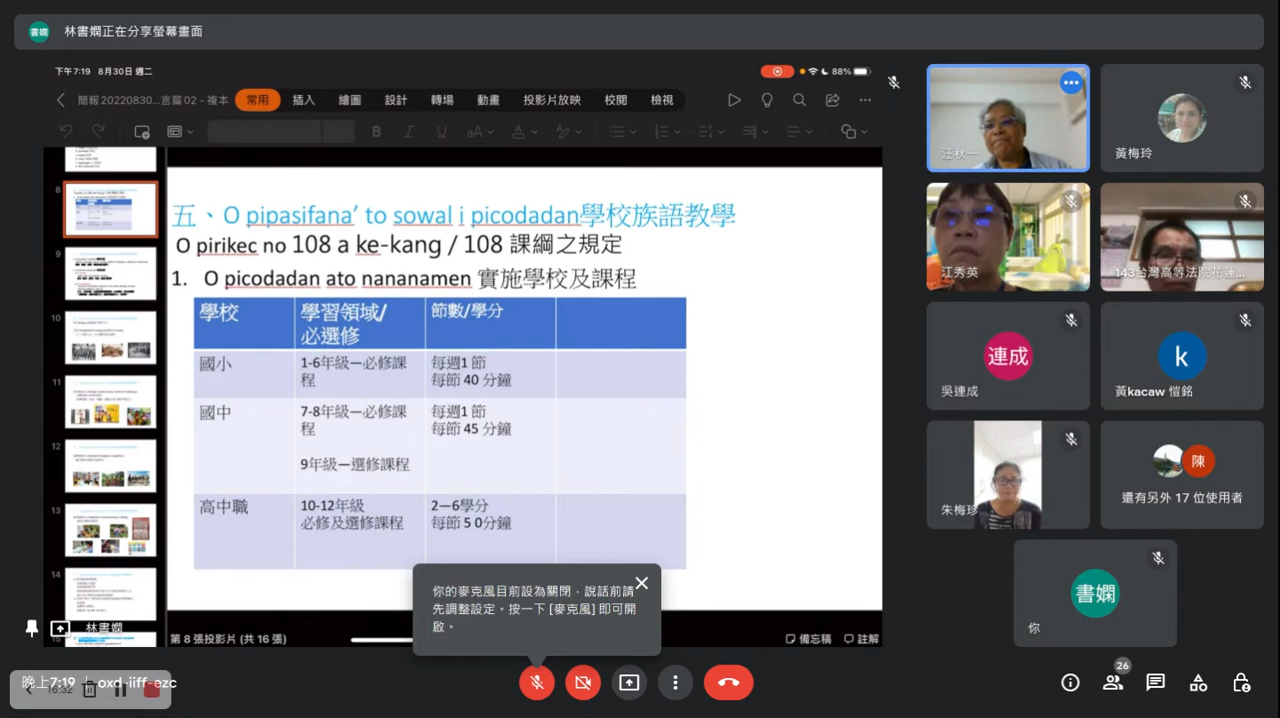 書嫻
林書嫻正在分享螢幕畫面
下午7:19 8月30日 週二
88%
簡報20220830...言篇02 - 複本
常用 插入 繪圖 設計 轉場 動畫 投影片放映 校閱 檢視
B I U aA A
8
9
10
11
12
13
14
五、O pipasifana’ to sowal i picodadan學校族語教學
O pirikec no 108 a ke-kang / 108 課綱之規定
1. O picodadan ato minanamen 實施學校及課程
學校 學習領域/ 節數/學分
必選修
國小 1-6年級—必修課 每週1 節
程 每節 40 分鐘
國中 7-8年級—必修課 每週1 節
程 每節 45 分鐘
9年級—選修課程
高中職 10-12年級 2—6學分
必修及選修課程 每節 5 0分鐘
第 8 張投影片 (共 16 張)
備忘稿 註解
林書嫻
你的麥克風目前設為關閉，說話前請
先調整設定。按一下 [麥克風] 即可開
啟。
汪秋一
黃梅玲
江秀英
143台灣高等法院花蓮...
連成
吳連成
k
黃kacaw 愷銘
朱梅珍
陳
還有另外 17 位使用者
書嫻
你
晚上7:19 | oxd-iiff-ezc
16:32
26